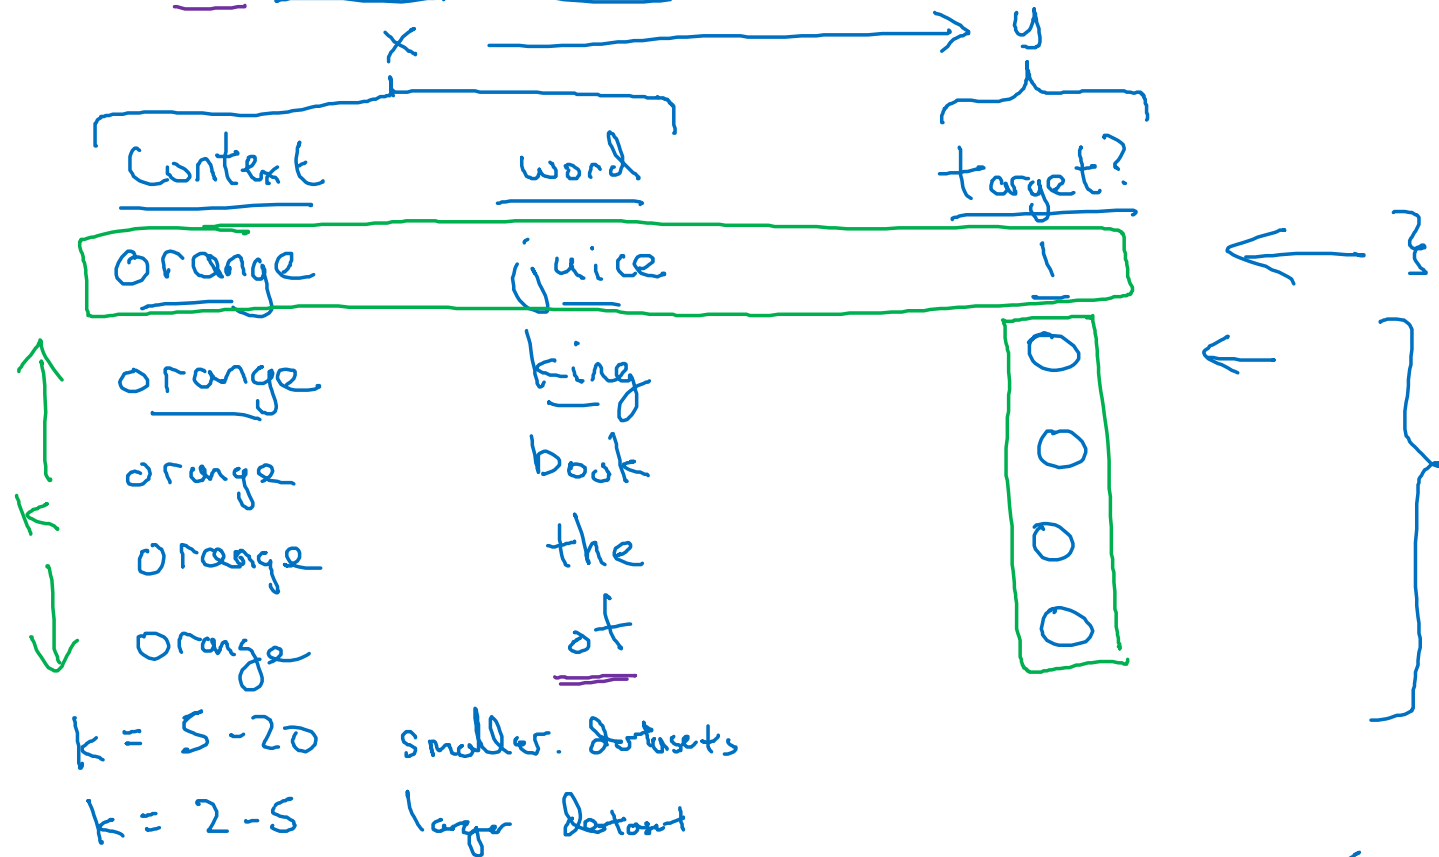 x y
Context word target?
orange juice 1
orange king 0
orange book 0
k
orange the 0
orange of 0
k = 5-20 smaller. datasets
k = 2-5 larger dataset